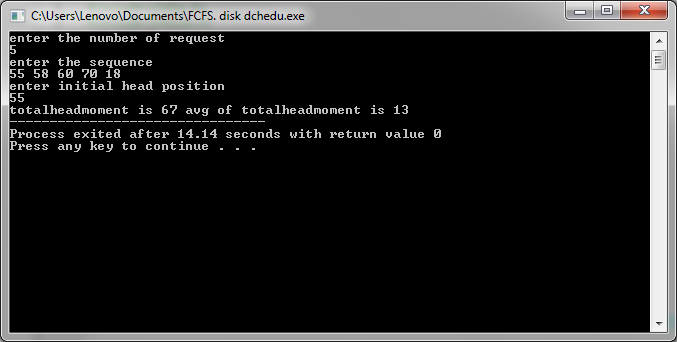 C:\Users\Lenovo\Documents\FCFS. disk dchedu.exe
enter the number of request
5
enter the sequence
55 58 60 70 18
enter initial head position
55
totalheadmoment is 67 avg of totalheadmoment is 13
--------------------------------
Process exited after 14.14 seconds with return value 0
Press any key to continue . . .